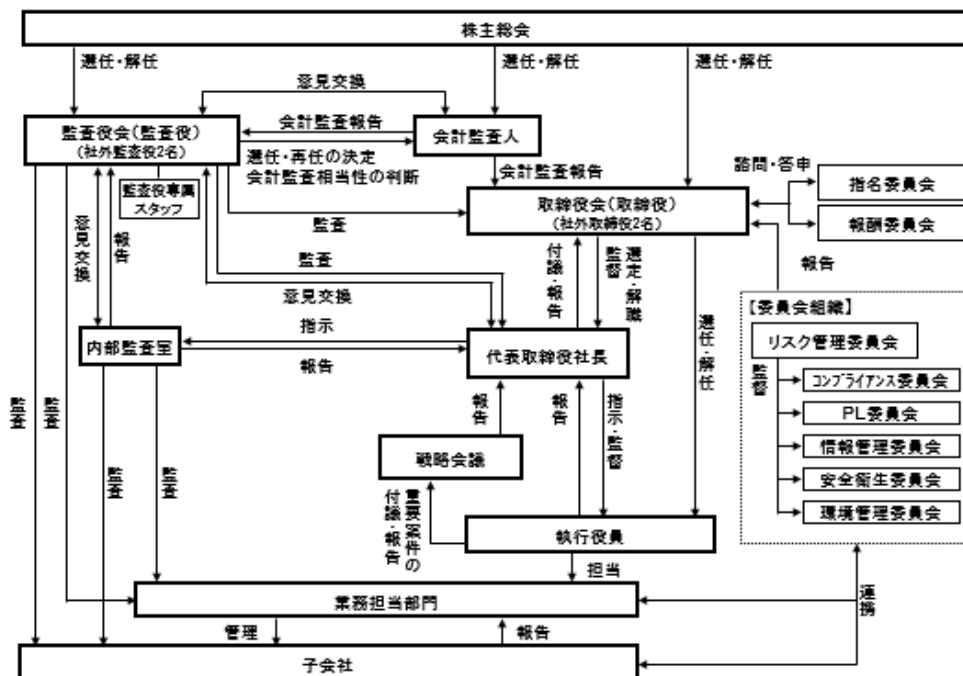 株主総会
選任・解任
選任・解任
選任・解任
意見交換
監査役会(監査役)
(社外監査役2名)
会計監査報告
会計監査人
選任・再任の決定
会計監査相当性の判断
会計監査報告
諮問・答申
指名委員会
報酬委員会
監査役専属
スタッフ
取締役会(取締役)
(社外取締役2名)
監査
意見交換
報告
監査
意見交換
付議・報告
監督
選定・解職
報告
【委員会組織】
リスク管理委員会
監督
コンプライアンス委員会
PL委員会
情報管理委員会
安全衛生委員会
環境管理委員会
指示
内部監査室
報告
代表取締役社長
選任・解任
監査
監査
監査
監査
報告
報告
指示・監督
戦略会議
重要案件の
付議・報告
執行役員
担当
業務担当部門
連携
管理
報告
子会社